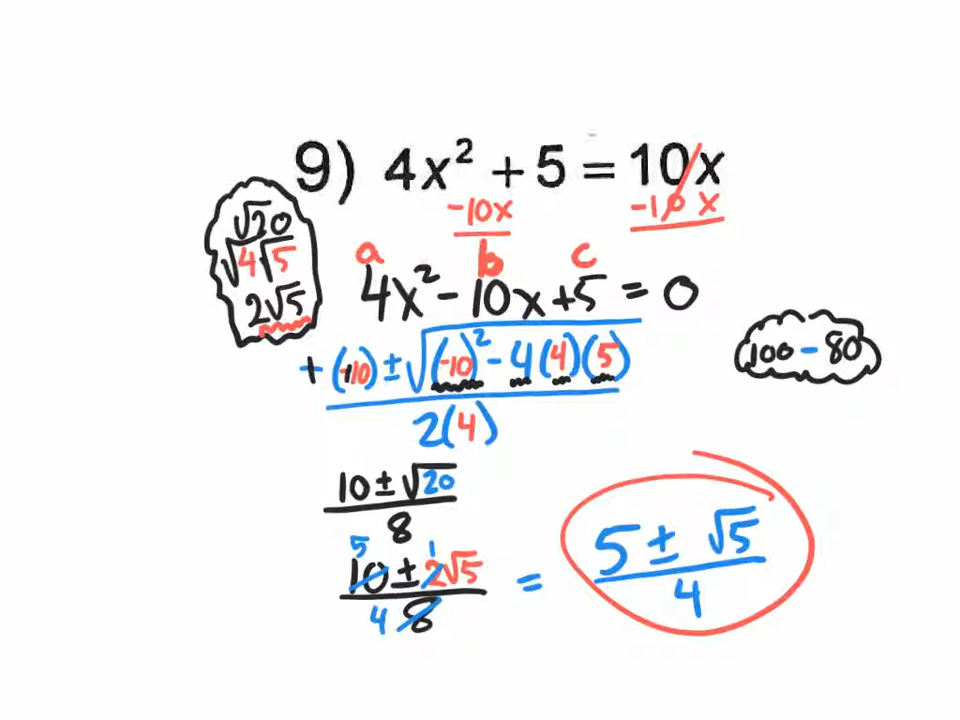 9) 4x² + 5 = 10x
-10x -10x
√20
√4 √5
2√5
a b c
4x² - 10x + 5 = 0
+(-10) ± √(-10)² - 4(4)(5)
2(4)
100 - 80
10 ± √20
8
5 1
10 ± 2√5
4 8
= 5 ± √5
4